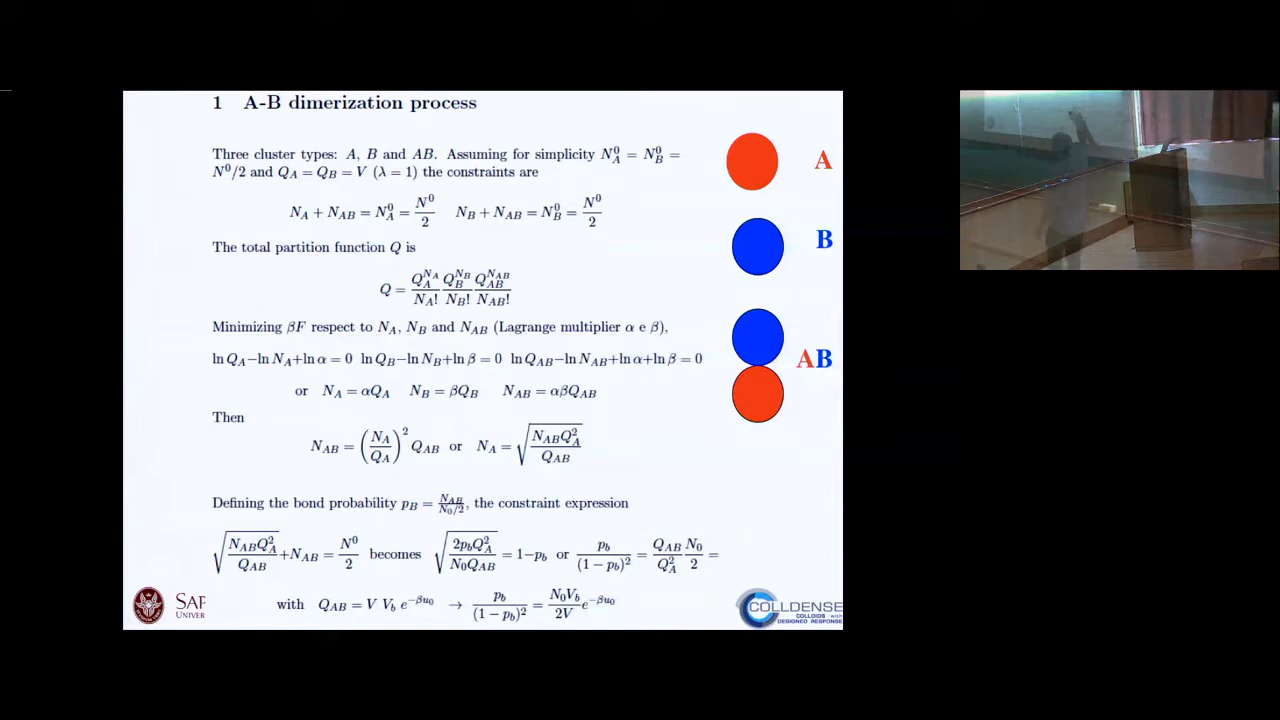 1 A-B dimerization process
Three cluster types: A, B and AB. Assuming for simplicity N_A^0 = N_B^0 =
N^0/2 and Q_A = Q_B = V (λ = 1) the constraints are
N_A + N_AB = N_A^0 = N^0/2 N_B + N_AB = N_B^0 = N^0/2
The total partition function Q is
Q = Q_A^{N_A}/N_A! Q_B^{N_B}/N_B! Q_AB^{N_AB}/N_AB!
Minimizing βF respect to N_A, N_B and N_AB (Lagrange multiplier α e β),
ln Q_A−ln N_A+ln α = 0 ln Q_B−ln N_B+ln β = 0 ln Q_AB−ln N_AB+ln α+ln β = 0
or N_A = αQ_A N_B = βQ_B N_AB = αβQ_AB
Then
N_AB = (N_A/Q_A)^2 Q_AB or N_A = √(N_AB Q_A^2/Q_AB)
Defining the bond probability p_B = N_AB/(N_0/2), the constraint expression
√(N_AB Q_A^2/Q_AB)+N_AB = N^0/2 becomes √(2p_b Q_A^2/(N_0 Q_AB)) = 1−p_b or p_b/(1 − p_b)^2 = Q_AB/Q_A^2 N_0/2 =
with Q_AB = V V_b e^{−βu_0} → p_b/(1 − p_b)^2 = N_0 V_b/2V e^{−βu_0}
A
B
AB
SAP
UNIVER
COLLDENSE
COLLOIDS with
DESIGNED RESPONSE